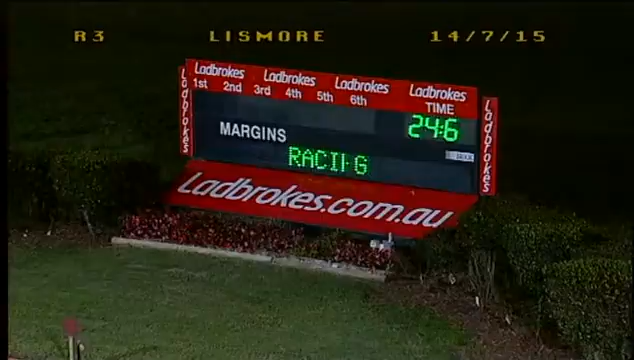 R3 LISMORE 14/7/15
Ladbrokes Ladbrokes Ladbrokes Ladbrokes
1st 2nd 3rd 4th 5th 6th TIME
Ladbrokes
24:6
MARGINS
RACING
Ladbrokes
Ladbrokes.com.au